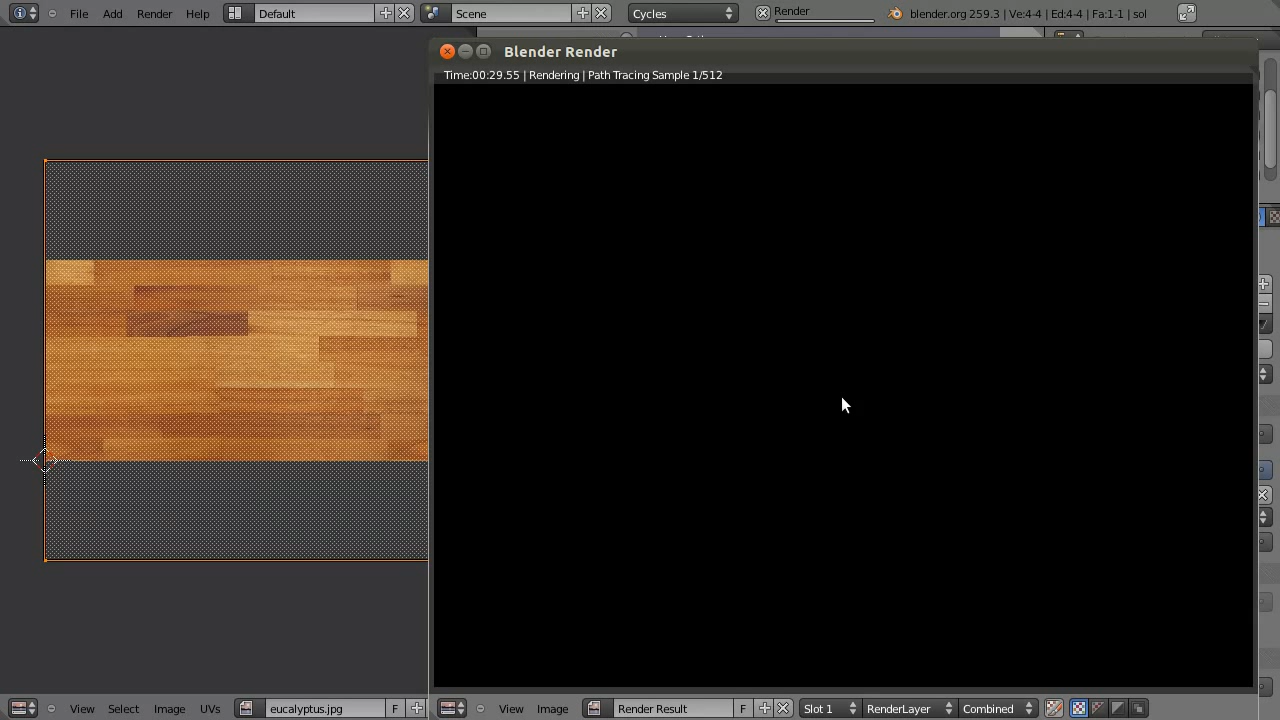 File Add Render Help Default Scene Cycles Render blender.org 259.3 | Ve:4-4 | Ed:4-4 | Fa:1-1 | sol
Blender Render
Time:00:29.55 | Rendering | Path Tracing Sample 1/512
View Select Image UVs eucalyptus.jpg F View Image Render Result F Slot 1 RenderLayer Combined